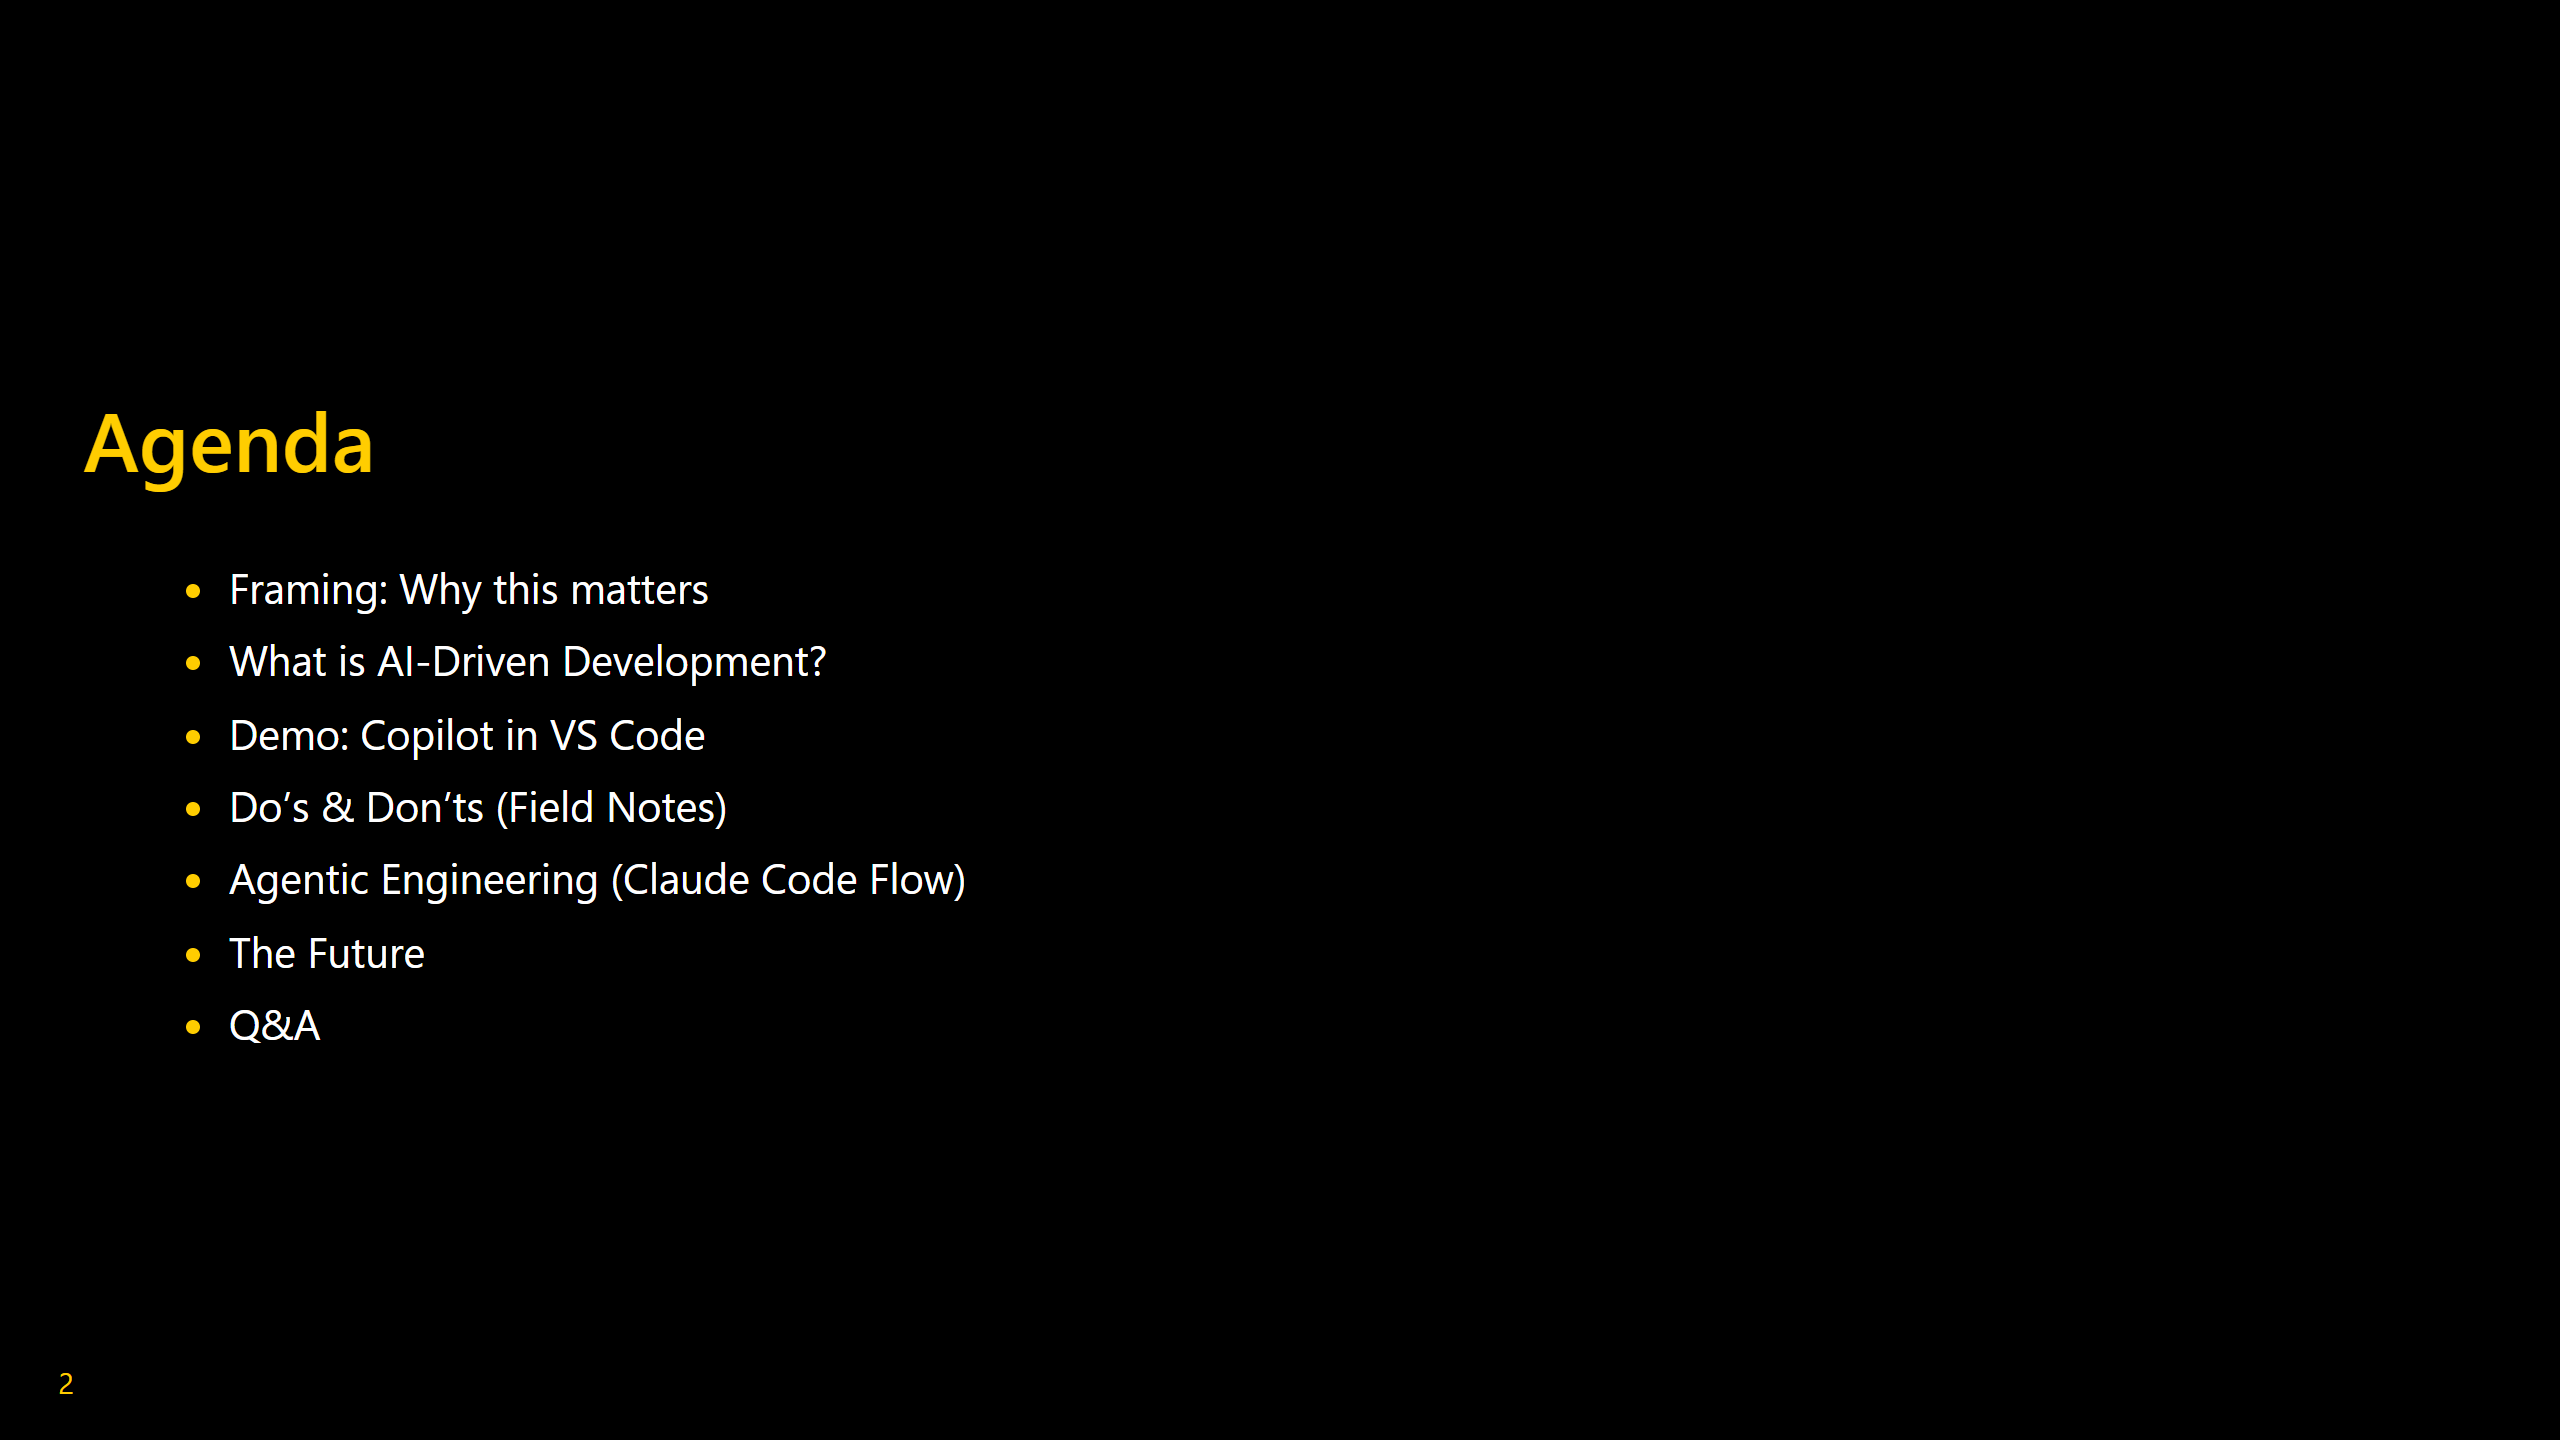 Agenda
• Framing: Why this matters
• What is AI-Driven Development?
• Demo: Copilot in VS Code
• Do’s & Don’ts (Field Notes)
• Agentic Engineering (Claude Code Flow)
• The Future
• Q&A
2